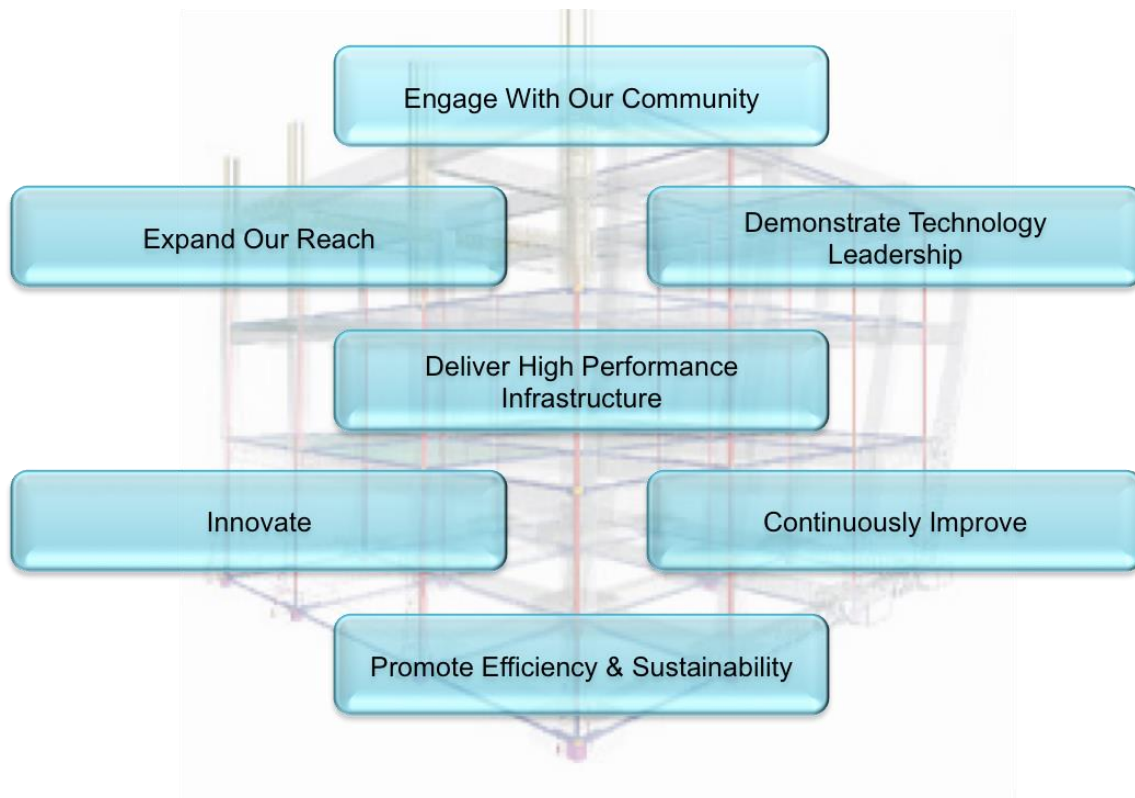 Engage With Our Community
Expand Our Reach
Demonstrate Technology
Leadership
Deliver High Performance
Infrastructure
Innovate
Continuously Improve
Promote Efficiency & Sustainability